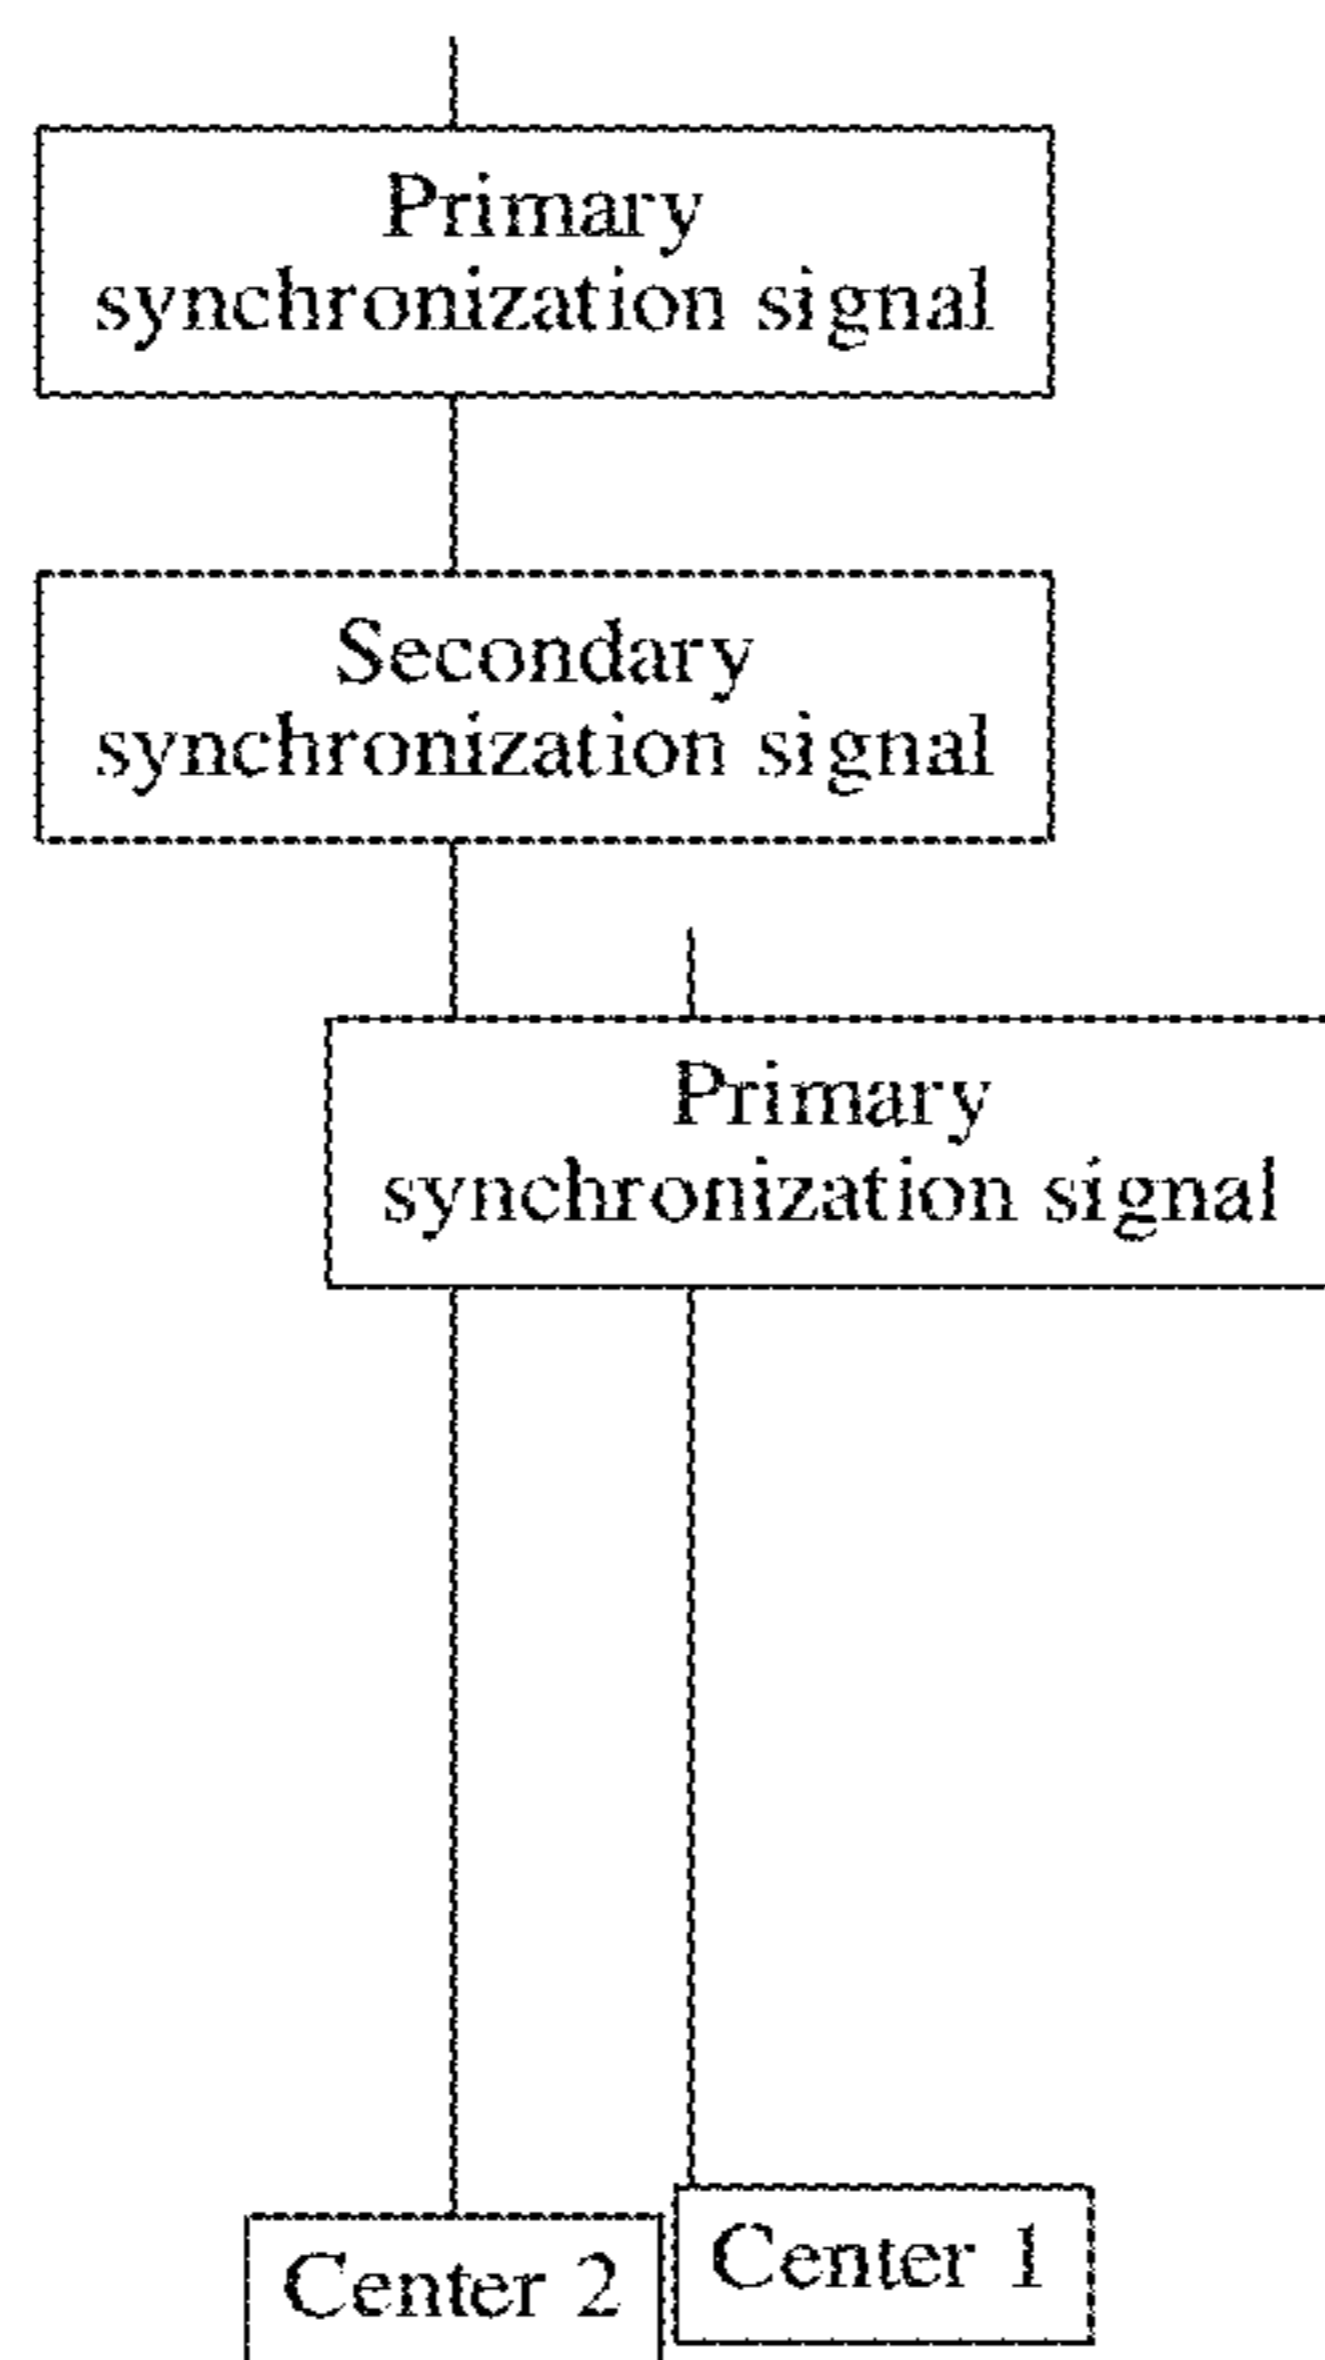 Primary
synchronization signal
Secondary
synchronization signal
Primary
synchronization signal
Center 2
Center 1